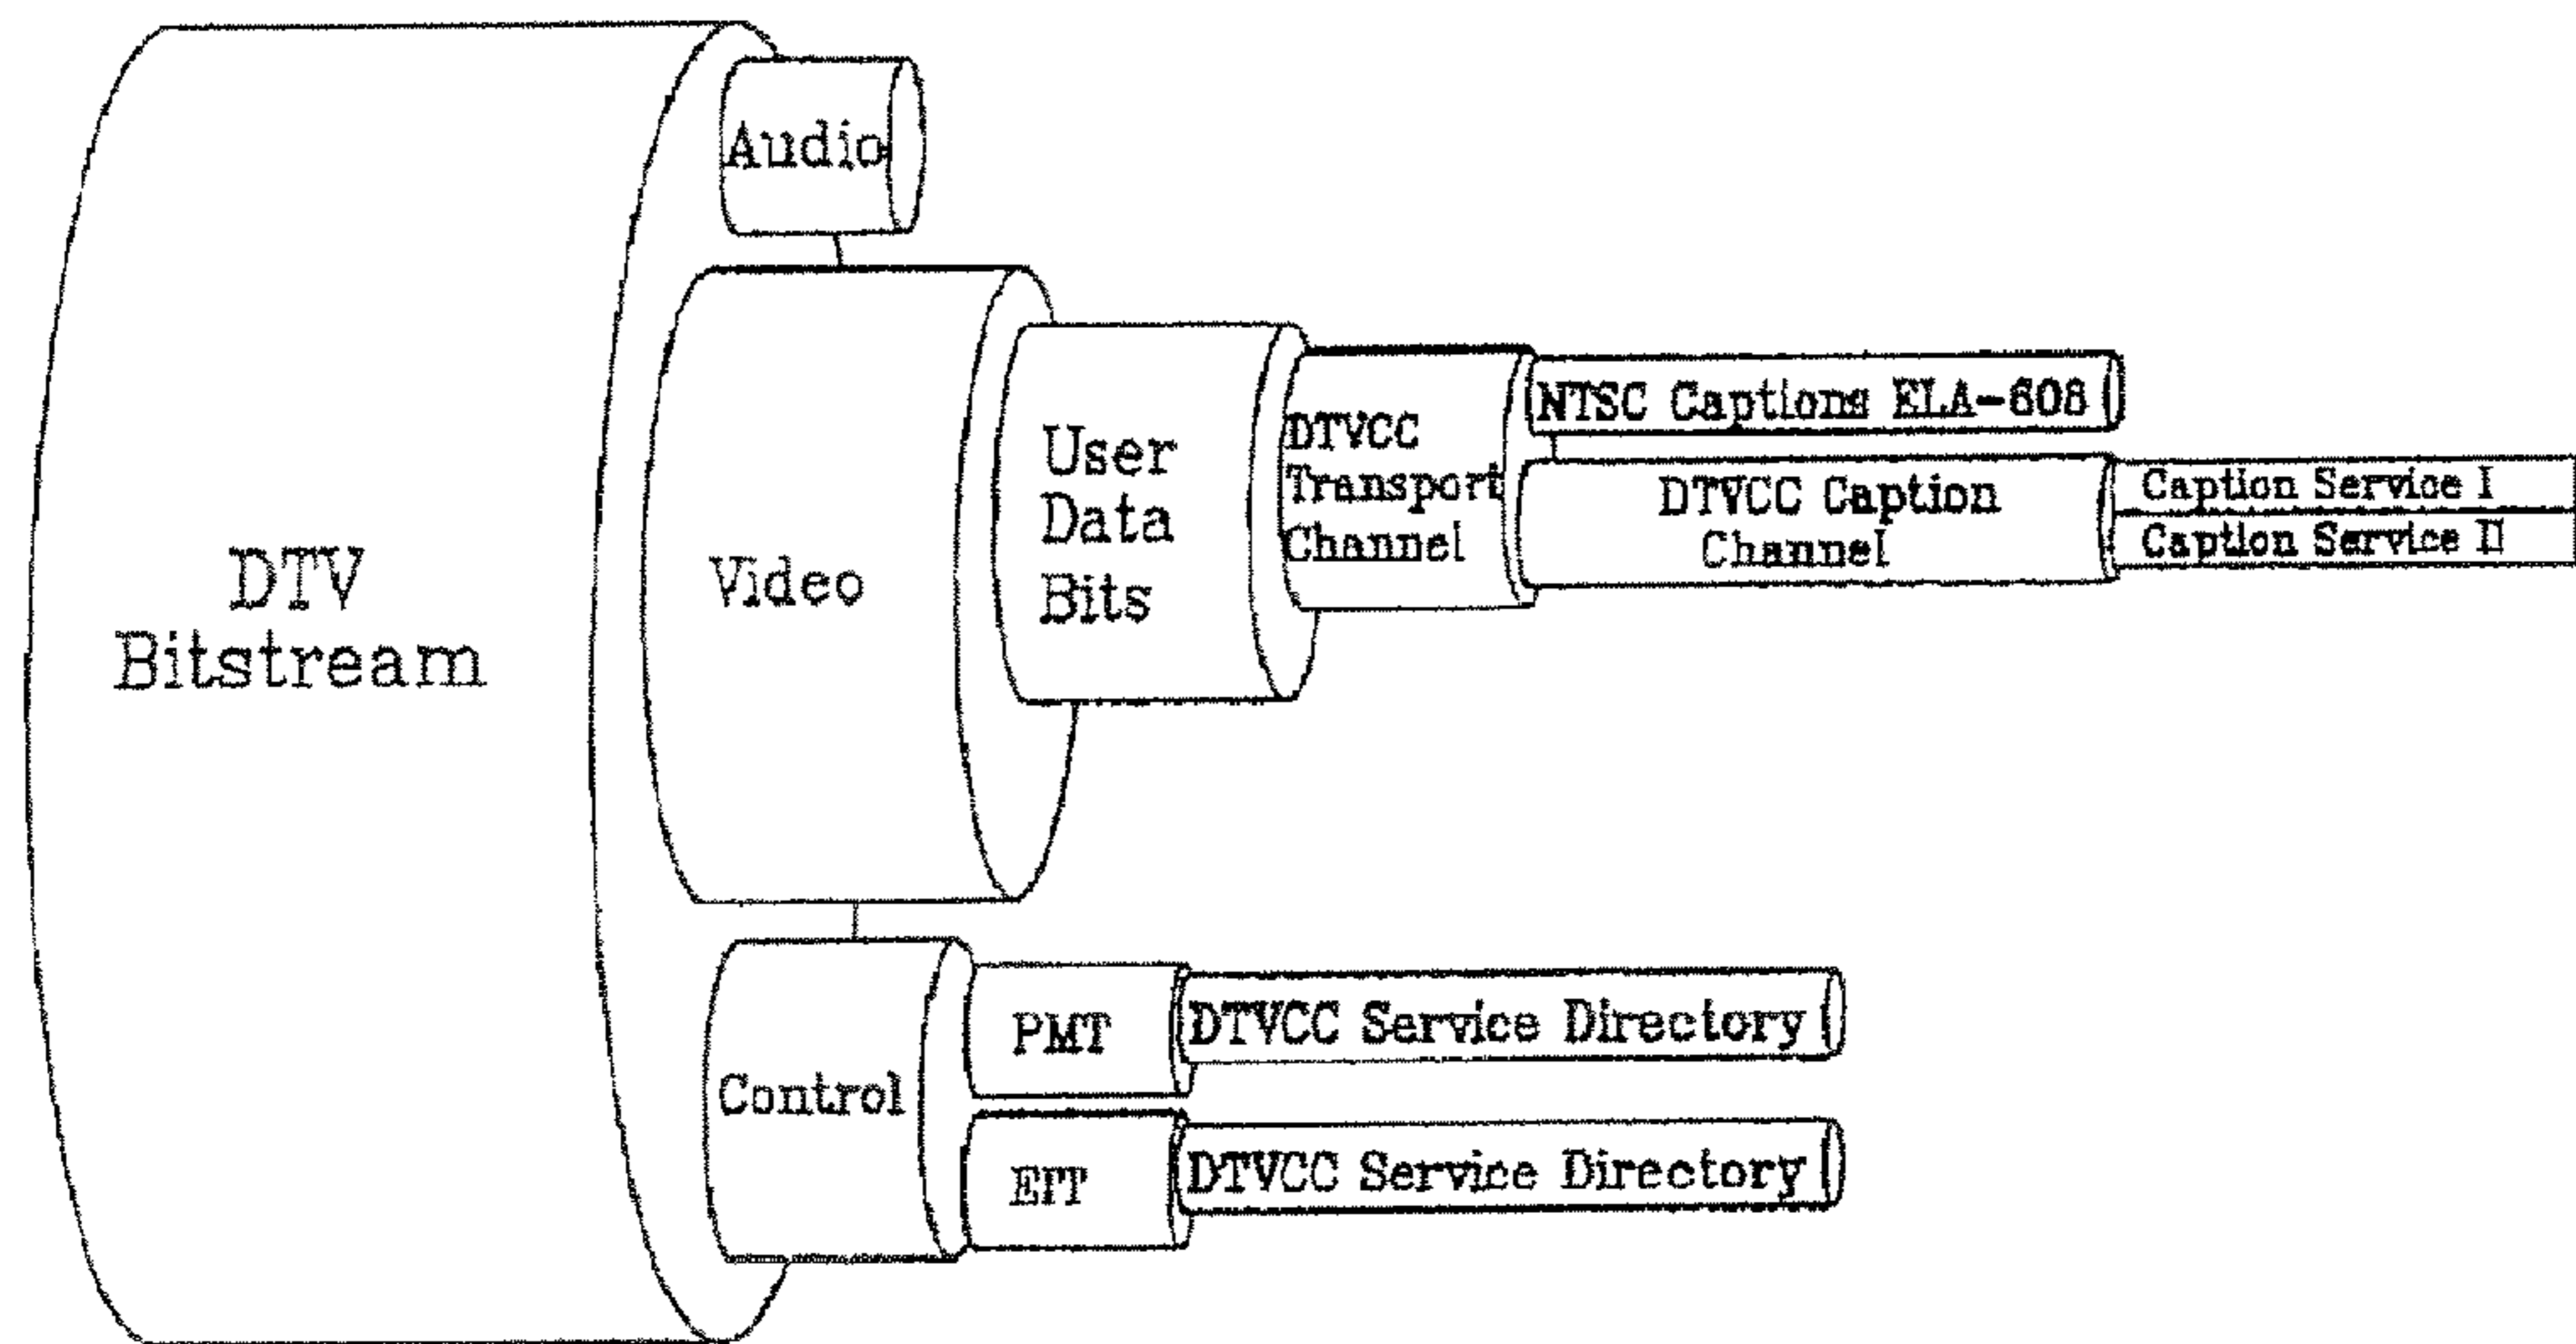 Audio
DTV
Bitstream
Video
User
Data
Bits
DTVCC
Transport
Channel
NTSC Captions ELA-608
DTVCC Caption
Channel
Caption Service I
Caption Service II
Control
PMT
DTVCC Service Directory
EIT
DTVCC Service Directory